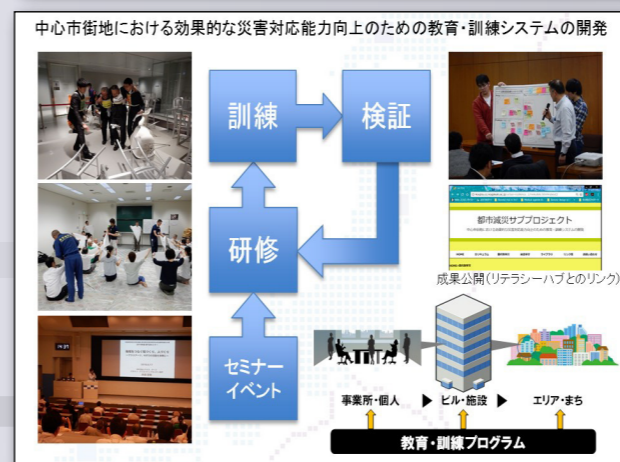 中心市街地における効果的な災害対応能力向上のための教育・訓練システムの開発
訓練
検証
研修
セミナー
イベント
都市減災サブプロジェクト
成果公開(リテラシーハブとのリンク)
事業所・個人
ビル・施設
エリア・まち
教育・訓練プログラム